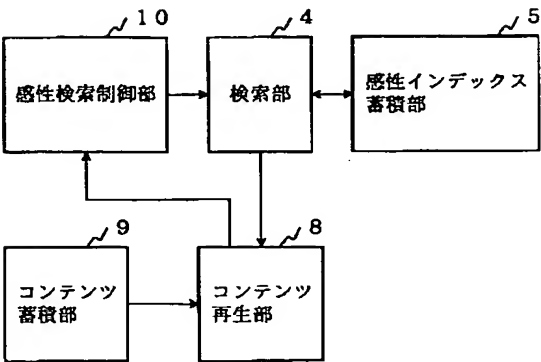 10
感性検索制御部
4
検索部
5
感性インデックス
蓄積部
9
コンテンツ
蓄積部
8
コンテンツ
再生部